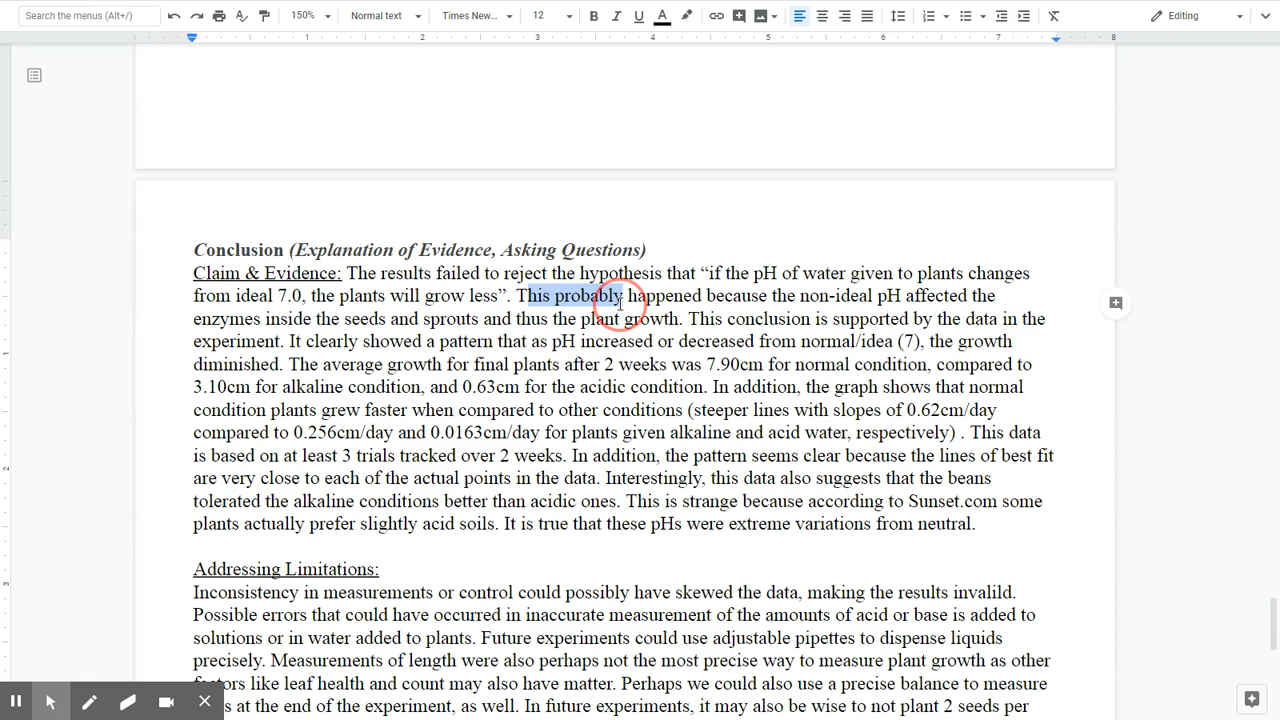 Search the menus (Alt+/)
150%
Normal text
Times New...
12
B I U A
Editing
1 2 3 4 5 6 7 8
Conclusion (Explanation of Evidence, Asking Questions)
Claim & Evidence: The results failed to reject the hypothesis that “if the pH of water given to plants changes
from ideal 7.0, the plants will grow less”. This probably happened because the non-ideal pH affected the
enzymes inside the seeds and sprouts and thus the plant growth. This conclusion is supported by the data in the
experiment. It clearly showed a pattern that as pH increased or decreased from normal/idea (7), the growth
diminished. The average growth for final plants after 2 weeks was 7.90cm for normal condition, compared to
3.10cm for alkaline condition, and 0.63cm for the acidic condition. In addition, the graph shows that normal
condition plants grew faster when compared to other conditions (steeper lines with slopes of 0.62cm/day
compared to 0.256cm/day and 0.0163cm/day for plants given alkaline and acid water, respectively) . This data
is based on at least 3 trials tracked over 2 weeks. In addition, the pattern seems clear because the lines of best fit
are very close to each of the actual points in the data. Interestingly, this data also suggests that the beans
tolerated the alkaline conditions better than acidic ones. This is strange because according to Sunset.com some
plants actually prefer slightly acid soils. It is true that these pHs were extreme variations from neutral.
Addressing Limitations:
Inconsistency in measurements or control could possibly have skewed the data, making the results invalild.
Possible errors that could have occurred in inaccurate measurement of the amounts of acid or base is added to
solutions or in water added to plants. Future experiments could use adjustable pipettes to dispense liquids
precisely. Measurements of length were also perhaps not the most precise way to measure plant growth as other
factors like leaf health and count may also have matter. Perhaps we could also use a precise balance to measure
at the end of the experiment, as well. In future experiments, it may also be wise to not plant 2 seeds per